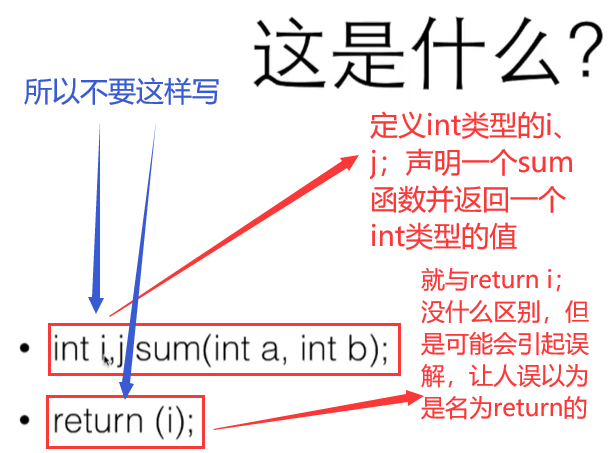 这是什么?
所以不要这样写
定义int类型的i、
j；声明一个sum
函数并返回一个
int类型的值
就与return i；
没什么区别，但
是可能会引起误
解，让人误以为
是名为return的
• int i,j,sum(int a, int b);
• return (i);